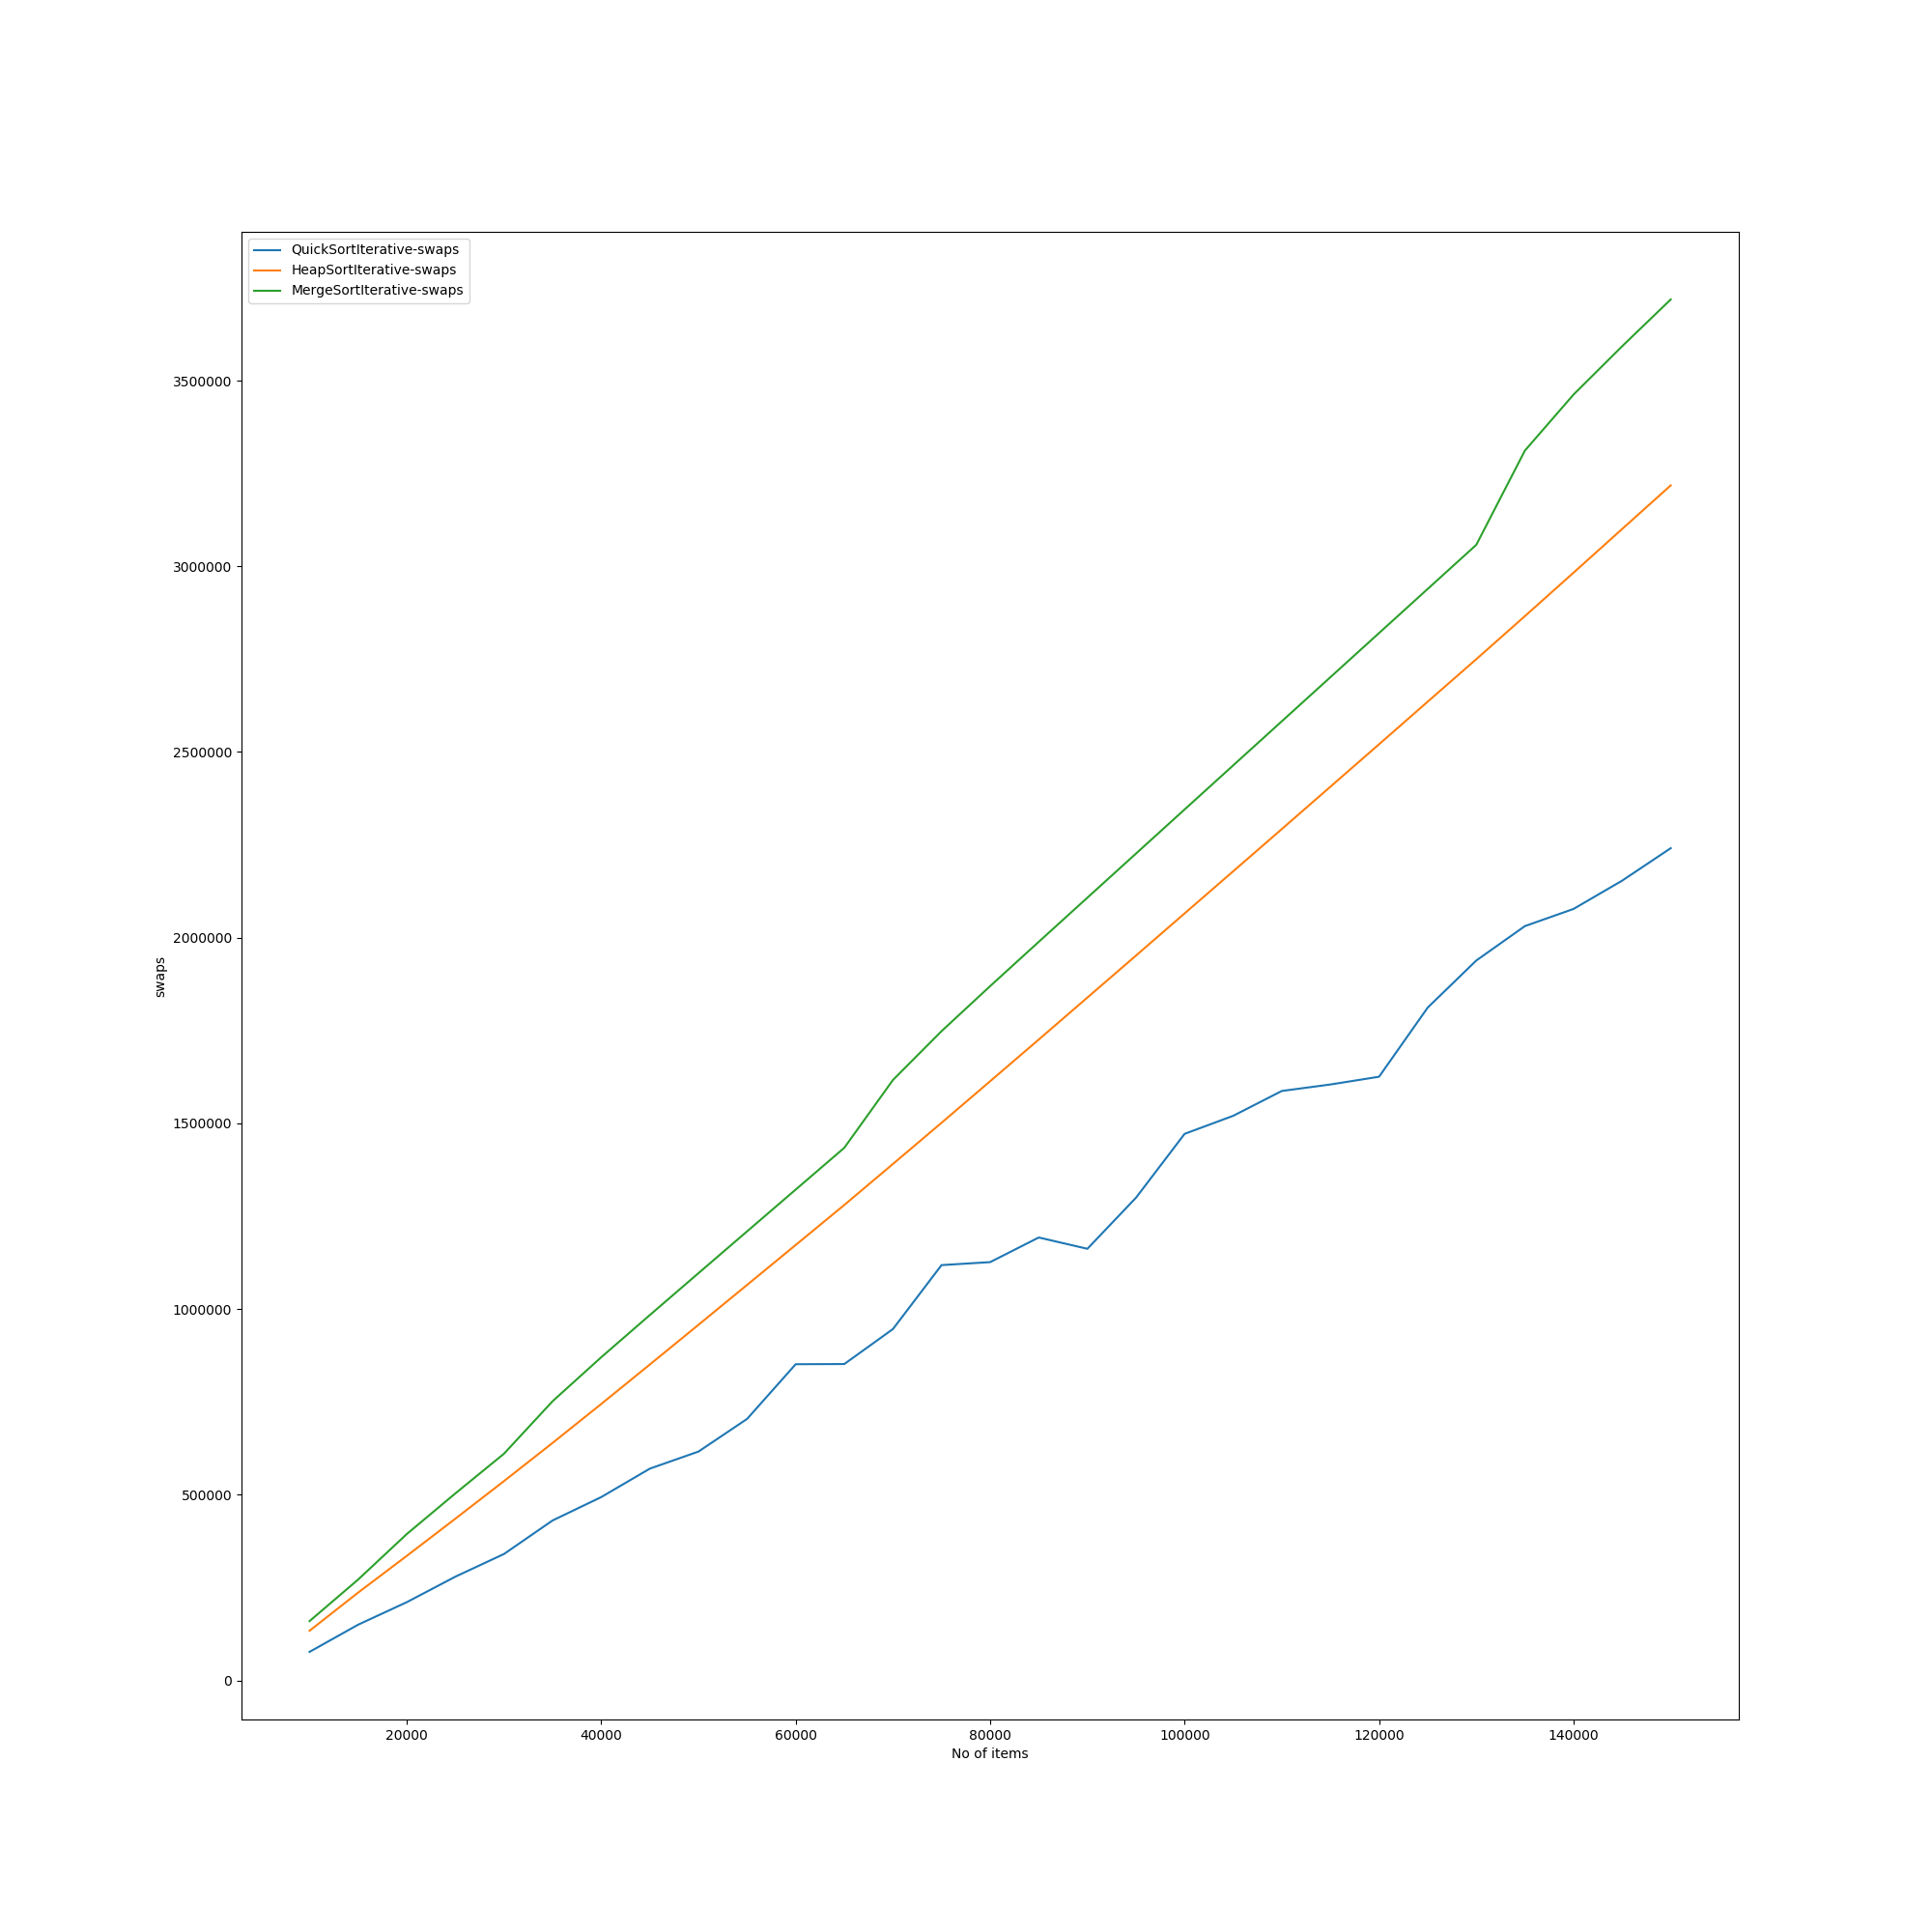 QuickSortIterative-swaps
HeapSortIterative-swaps
MergeSortIterative-swaps
3500000
3000000
2500000
2000000
swaps
1500000
1000000
500000
0
20000 40000 60000 80000 100000 120000 140000
No of items